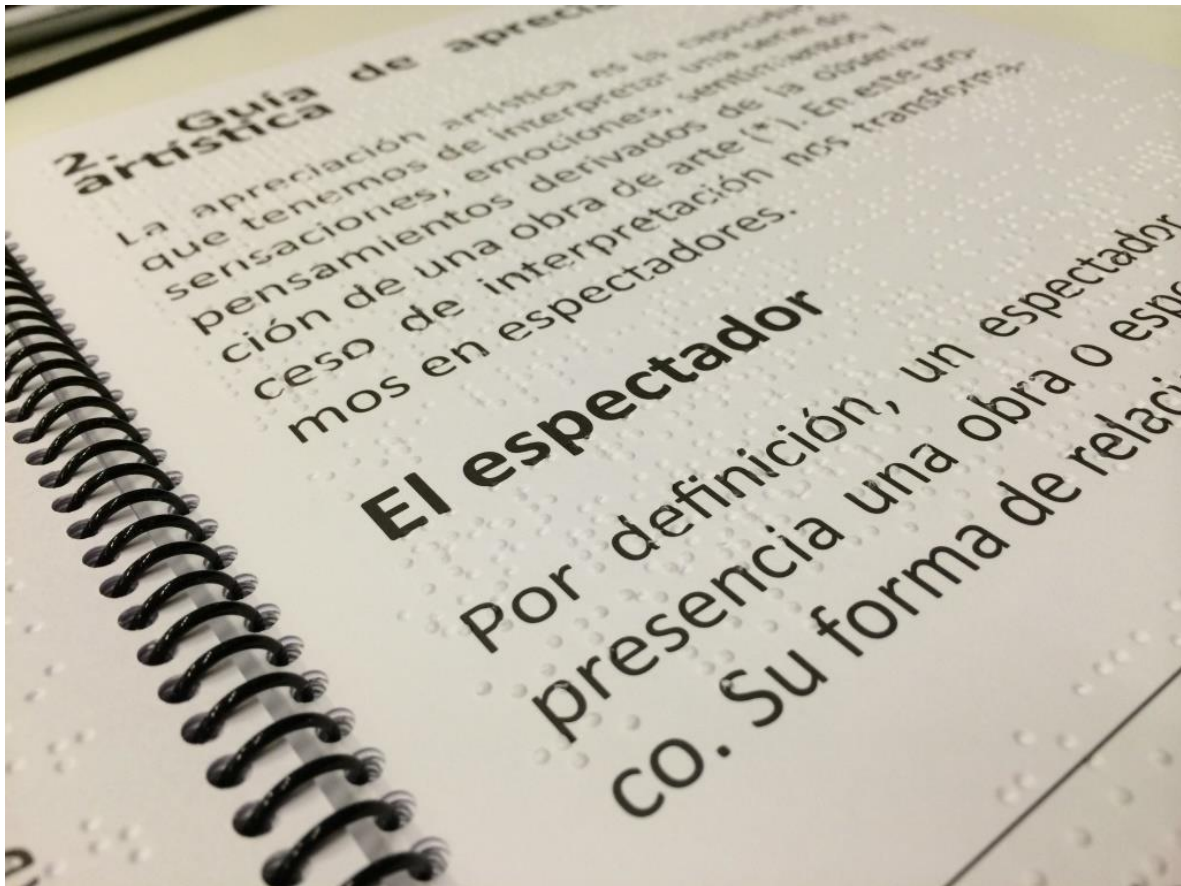 2. Guía de aprecia
artística
La apreciación artística es la capacidad
que tenemos de interpretar una serie de
sensaciones, emociones, sentimientos y
pensamientos derivados de la observa-
ción de una obra de arte (*). En este pro-
ceso de interpretación nos transforma-
mos en espectadores.
El espectador
Por definición, un espectador
presencia una obra o espe
co. Su forma de relaci